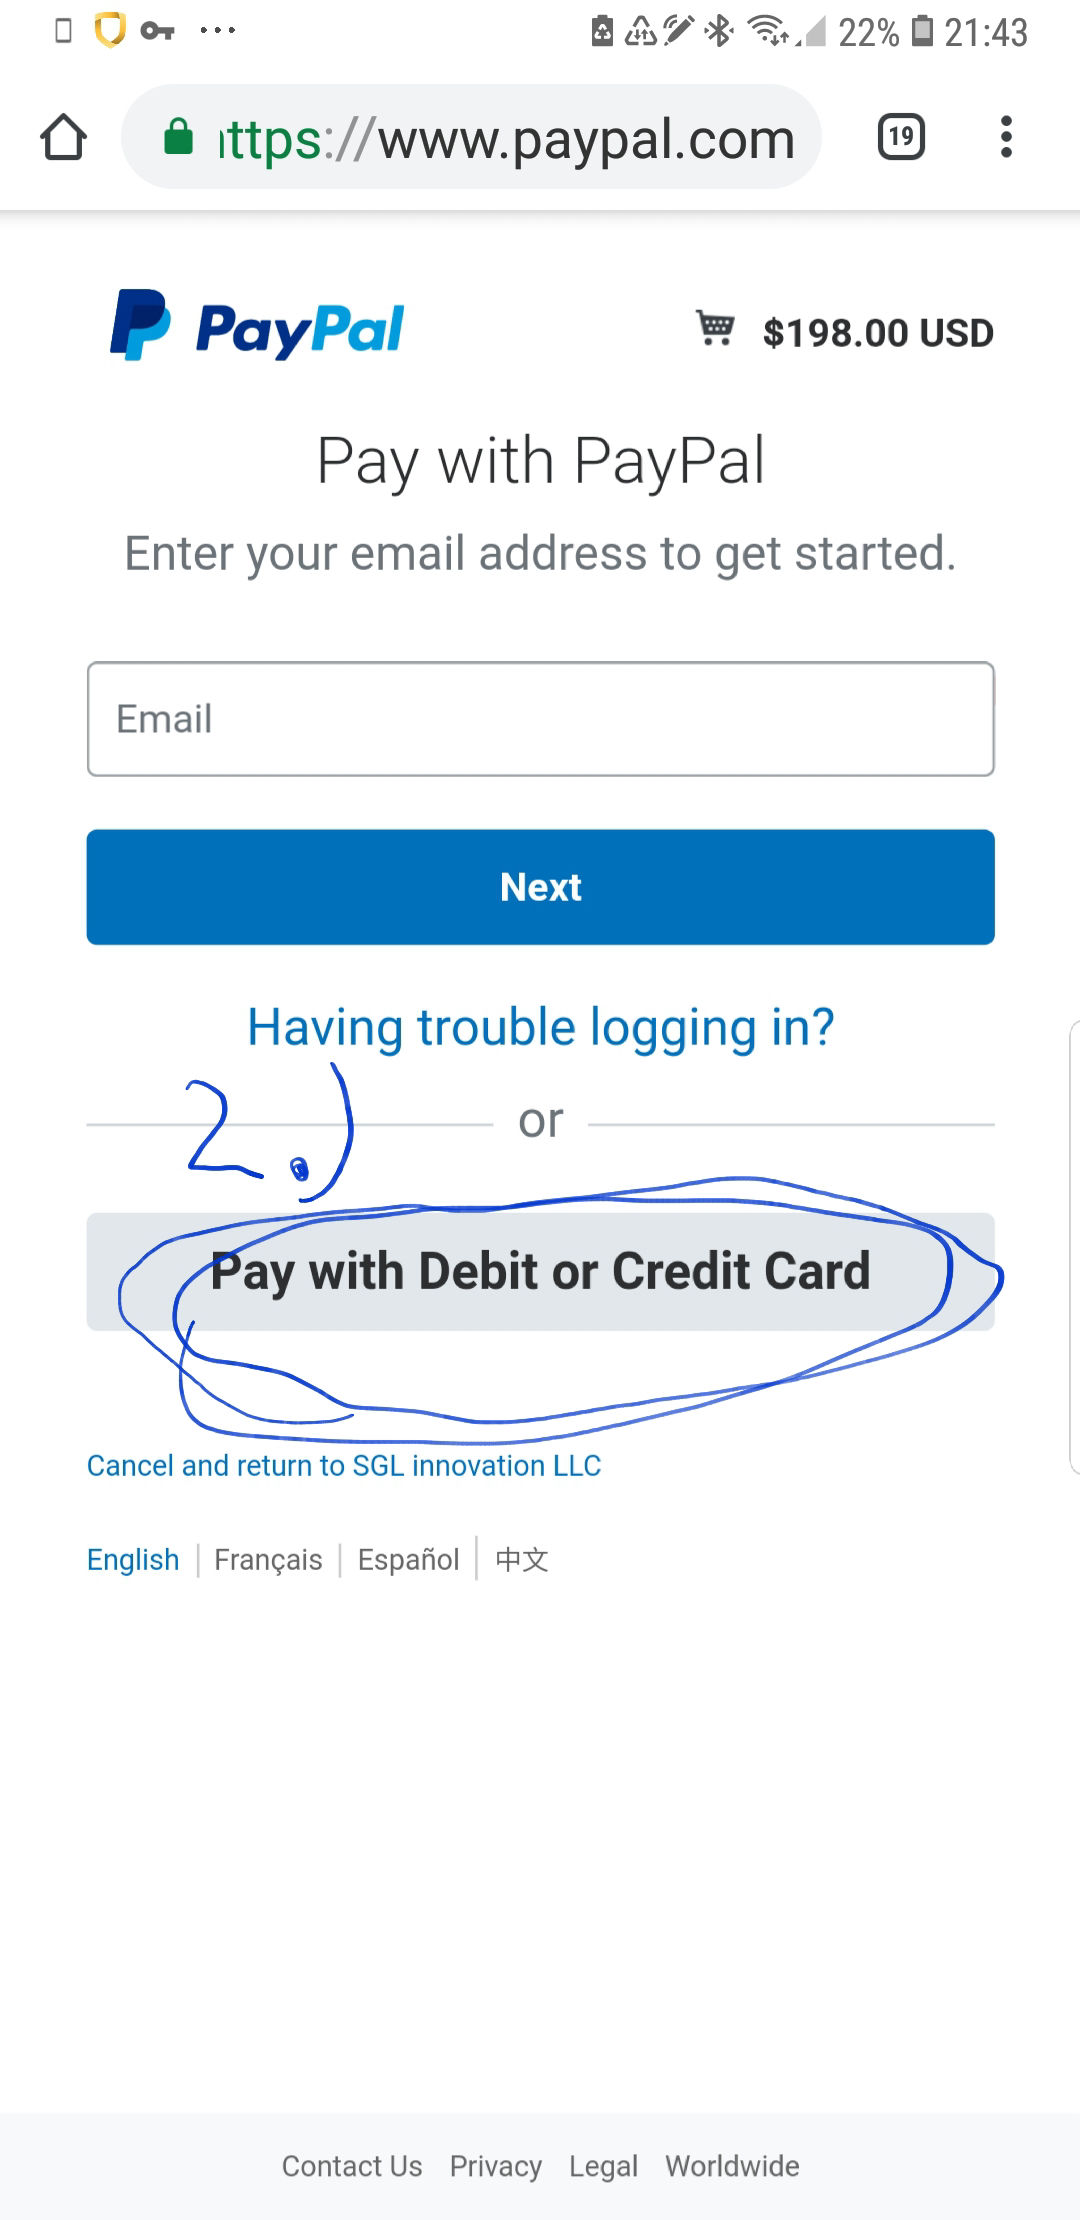 22% 21:43
ttps://www.paypal.com 19
PayPal $198.00 USD
Pay with PayPal
Enter your email address to get started.
Email
Next
Having trouble logging in?
2.)
or
Pay with Debit or Credit Card
Cancel and return to SGL innovation LLC
English Français Español 中文
Contact Us Privacy Legal Worldwide